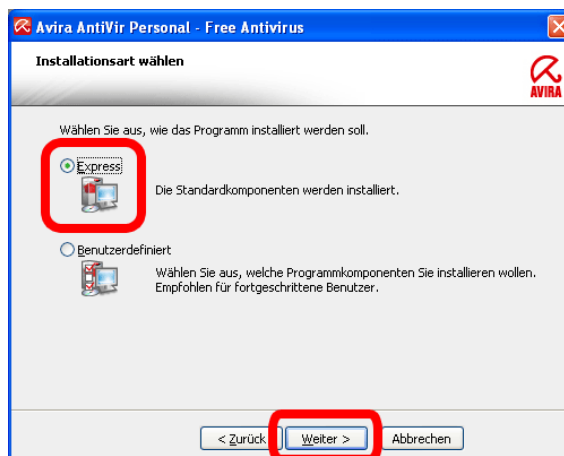 Avira AntiVir Personal - Free Antivirus
Installationsart wählen
AVIRA
Wählen Sie aus, wie das Programm installiert werden soll.
Express
Die Standardkomponenten werden installiert.
Benutzerdefiniert
Wählen Sie aus, welche Programmkomponenten Sie installieren wollen.
Empfohlen für fortgeschrittene Benutzer.
< Zurück Weiter > Abbrechen